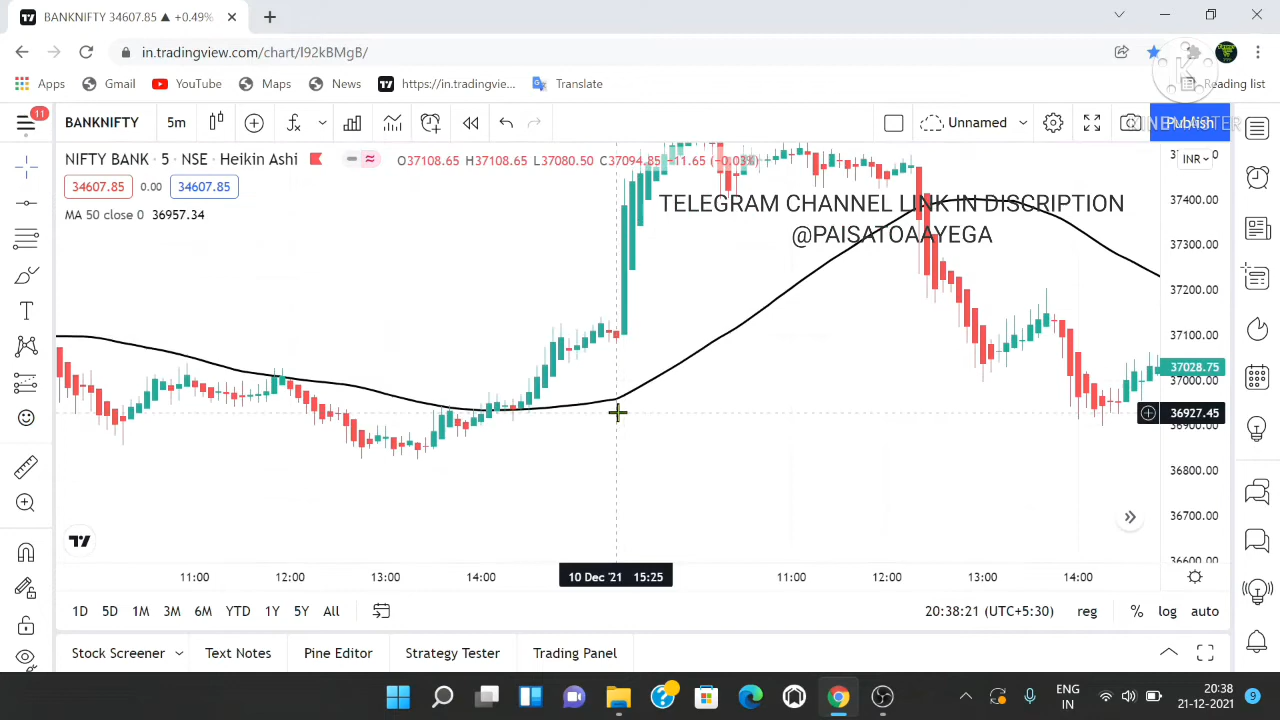 BANKNIFTY 34607.85 ▲ +0.49%
in.tradingview.com/chart/l92kBMgB/
Apps Gmail YouTube Maps News https://in.tradingvie... Translate Reading list
11 BANKNIFTY 5m Unnamed Publish
NIFTY BANK · 5 · NSE · Heikin Ashi O37108.65 H37108.65 L37080.50 C37094.85 -11.65 (-0.03%) INR
34607.85 0.00 34607.85
MA 50 close 0 36957.34
TELEGRAM CHANNEL LINK IN DISCRIPTION
@PAISATOAAYEGA
37400.00
37300.00
37200.00
37100.00
37028.75
37000.00
36927.45
36900.00
36800.00
36700.00
36600.00
11:00 12:00 13:00 14:00 10 Dec '21 15:25 11:00 12:00 13:00 14:00
1D 5D 1M 3M 6M YTD 1Y 5Y All 20:38:21 (UTC+5:30) reg % log auto
Stock Screener Text Notes Pine Editor Strategy Tester Trading Panel
ENG 20:38
IN 21-12-2021 9